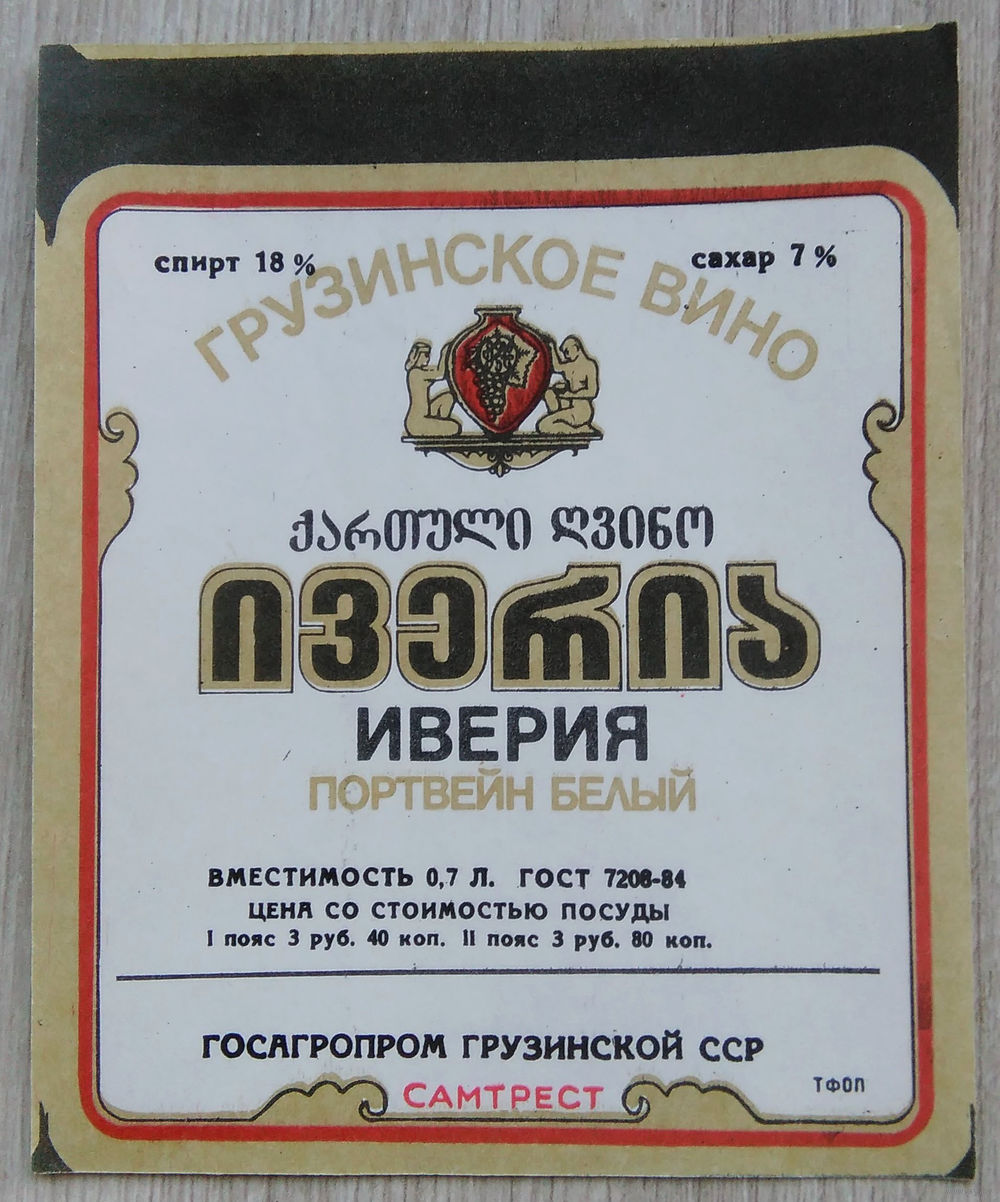 спирт 18 %
сахар 7 %
ГРУЗИНСКОЕ ВИНО
ქართული ღვინო
ივერია
ИВЕРИЯ
ПОРТВЕЙН БЕЛЫЙ
ВМЕСТИМОСТЬ 0,7 Л. ГОСТ 7208-84
ЦЕНА СО СТОИМОСТЬЮ ПОСУДЫ
I пояс 3 руб. 40 коп. II пояс 3 руб. 80 коп.
ГОСАГРОПРОМ ГРУЗИНСКОЙ ССР
САМТРЕСТ
ТФОП